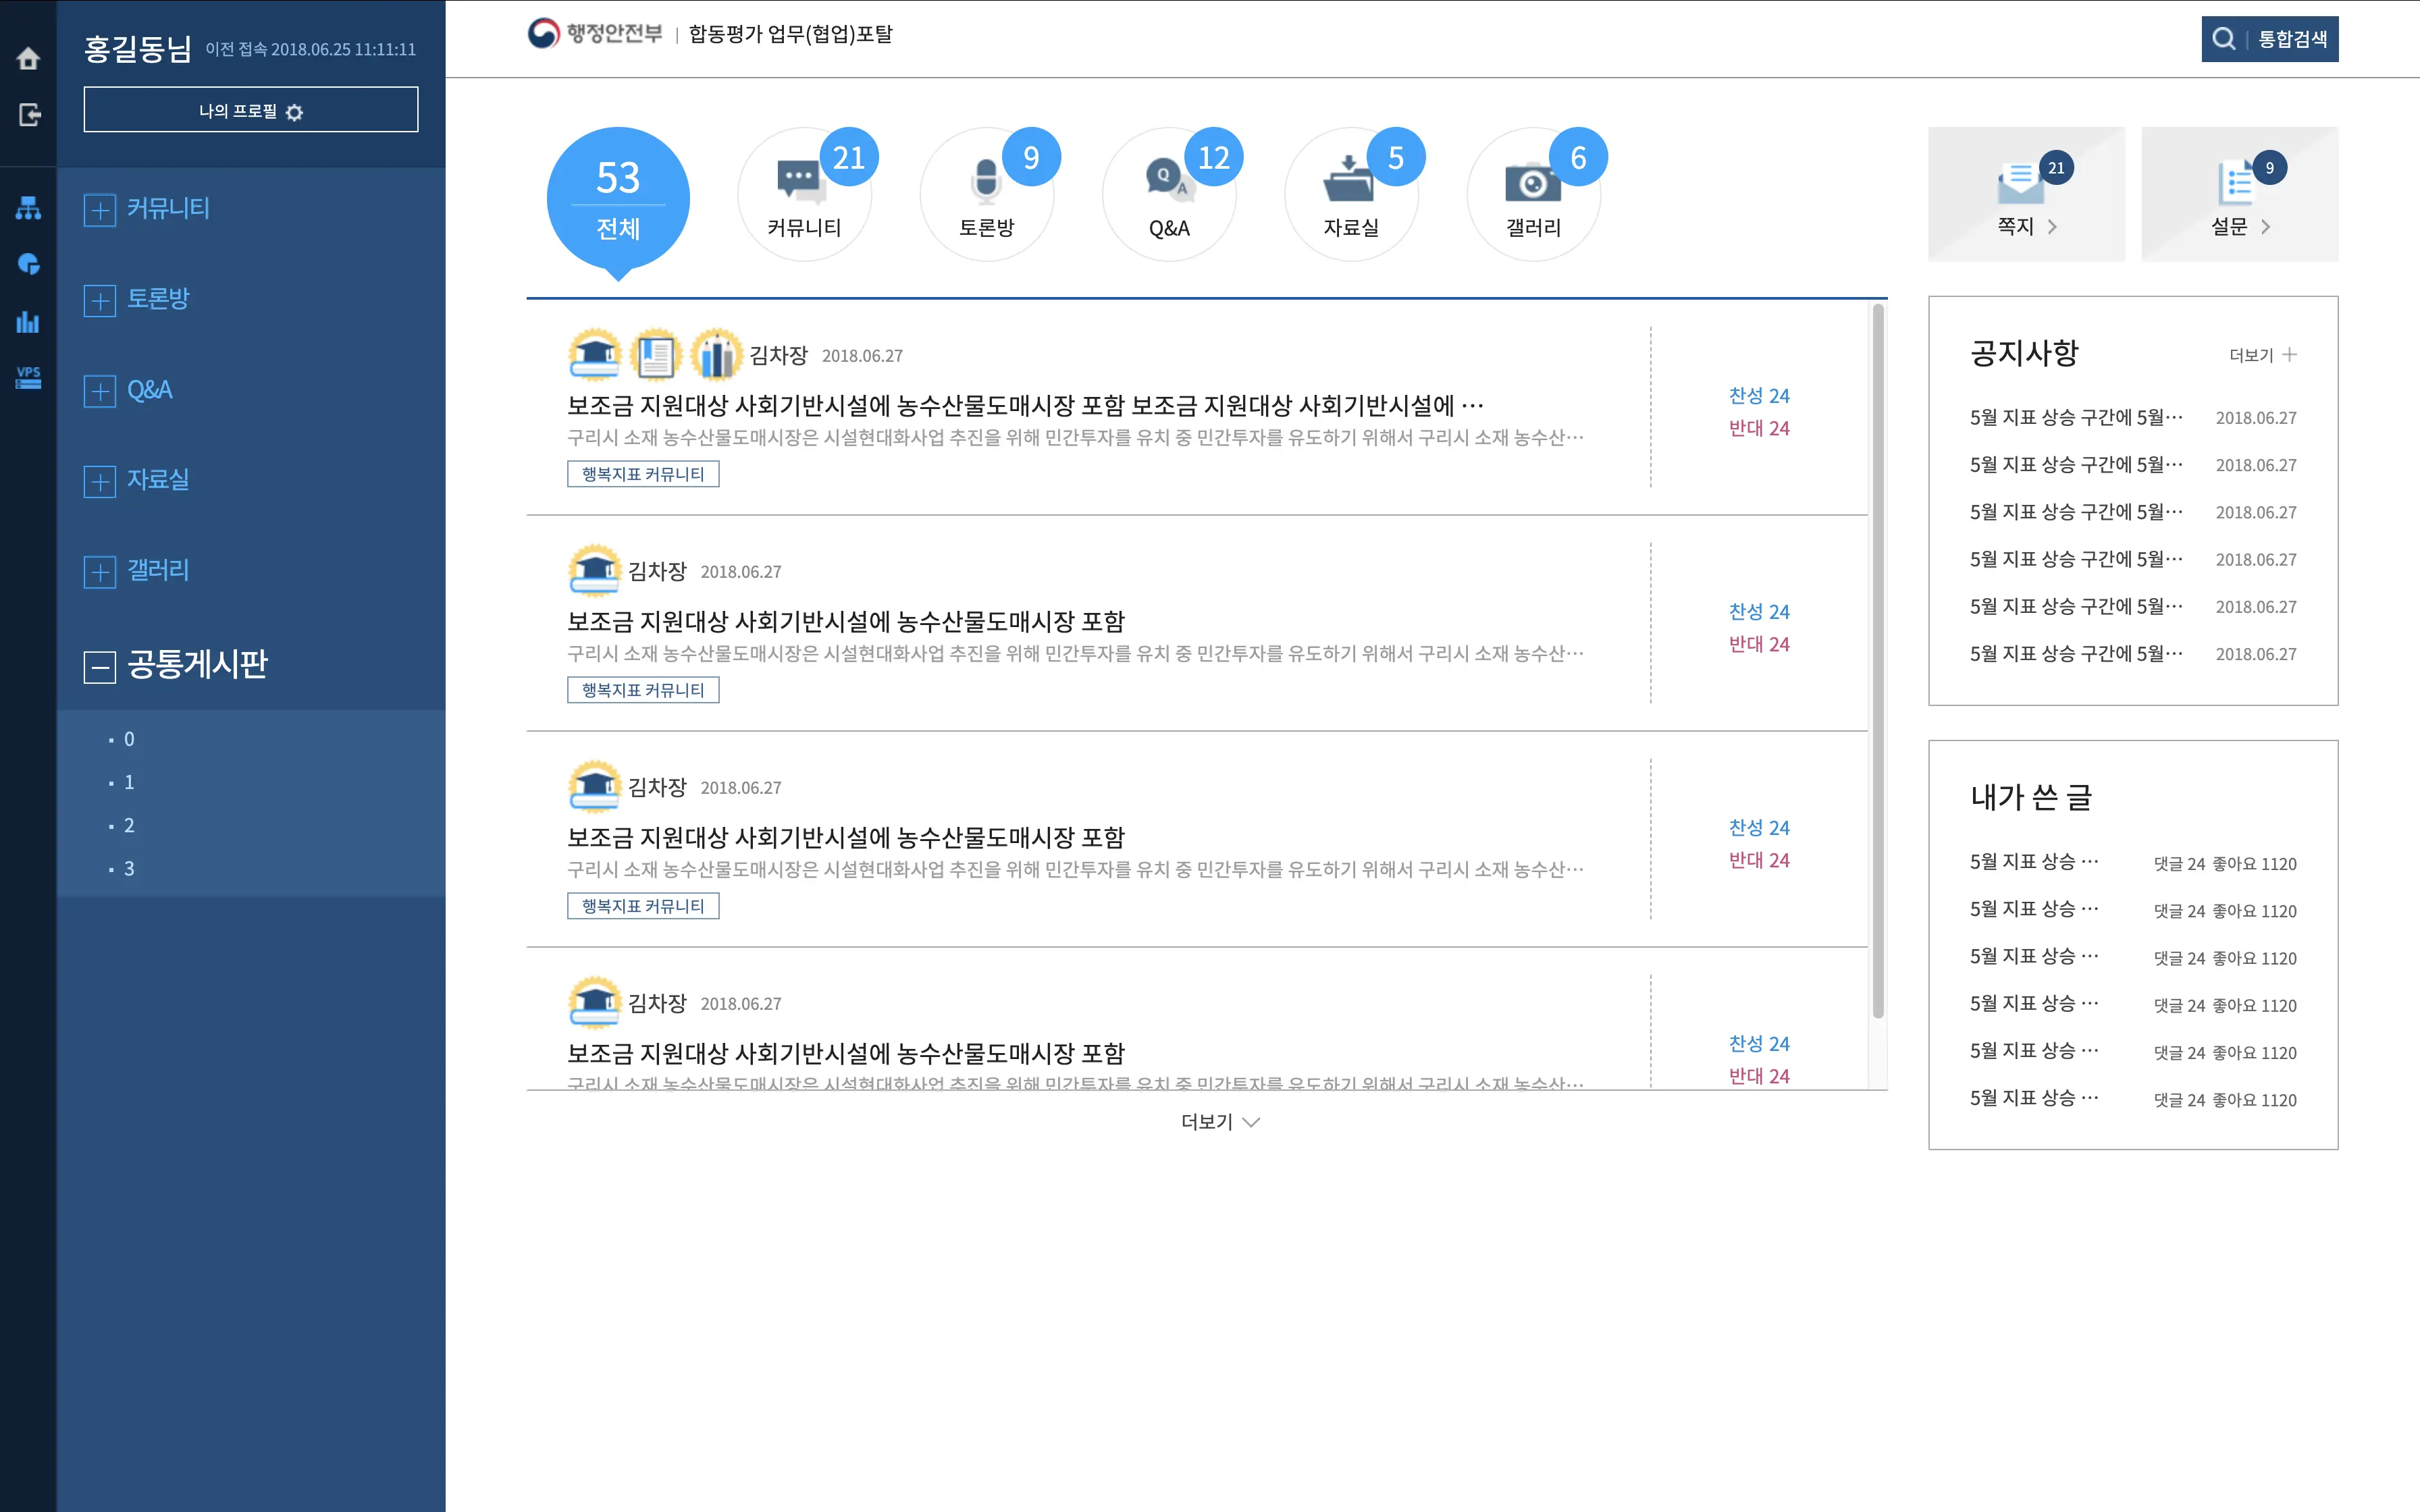 홍길동님 이전 접속 2018.06.25 11:11:11
나의 프로필
VPS
커뮤니티
토론방
Q&A
자료실
갤러리
공통게시판
0
1
2
3
행정안전부 | 합동평가 업무(협업)포탈
통합검색
53
전체
21
커뮤니티
9
토론방
Q A
12
Q&A
5
자료실
6
갤러리
21
쪽지
9
설문
김차장 2018.06.27
보조금 지원대상 사회기반시설에 농수산물도매시장 포함 보조금 지원대상 사회기반시설에 ⋯
구리시 소재 농수산물도매시장은 시설현대화사업 추진을 위해 민간투자를 유치 중 민간투자를 유도하기 위해서 구리시 소재 농수산⋯
행복지표 커뮤니티
찬성 24
반대 24
김차장 2018.06.27
보조금 지원대상 사회기반시설에 농수산물도매시장 포함
구리시 소재 농수산물도매시장은 시설현대화사업 추진을 위해 민간투자를 유치 중 민간투자를 유도하기 위해서 구리시 소재 농수산⋯
행복지표 커뮤니티
찬성 24
반대 24
김차장 2018.06.27
보조금 지원대상 사회기반시설에 농수산물도매시장 포함
구리시 소재 농수산물도매시장은 시설현대화사업 추진을 위해 민간투자를 유치 중 민간투자를 유도하기 위해서 구리시 소재 농수산⋯
행복지표 커뮤니티
찬성 24
반대 24
김차장 2018.06.27
보조금 지원대상 사회기반시설에 농수산물도매시장 포함
구리시 소재 농수산물도매시장은 시설현대화사업 추진을 위해 민간투자를 유치 중 민간투자를 유도하기 위해서 구리시 소재 농수산⋯
찬성 24
반대 24
더보기
공지사항 더보기
5월 지표 상승 구간에 5월⋯ 2018.06.27
5월 지표 상승 구간에 5월⋯ 2018.06.27
5월 지표 상승 구간에 5월⋯ 2018.06.27
5월 지표 상승 구간에 5월⋯ 2018.06.27
5월 지표 상승 구간에 5월⋯ 2018.06.27
5월 지표 상승 구간에 5월⋯ 2018.06.27
내가 쓴 글
5월 지표 상승 ⋯ 댓글 24 좋아요 1120
5월 지표 상승 ⋯ 댓글 24 좋아요 1120
5월 지표 상승 ⋯ 댓글 24 좋아요 1120
5월 지표 상승 ⋯ 댓글 24 좋아요 1120
5월 지표 상승 ⋯ 댓글 24 좋아요 1120
5월 지표 상승 ⋯ 댓글 24 좋아요 1120